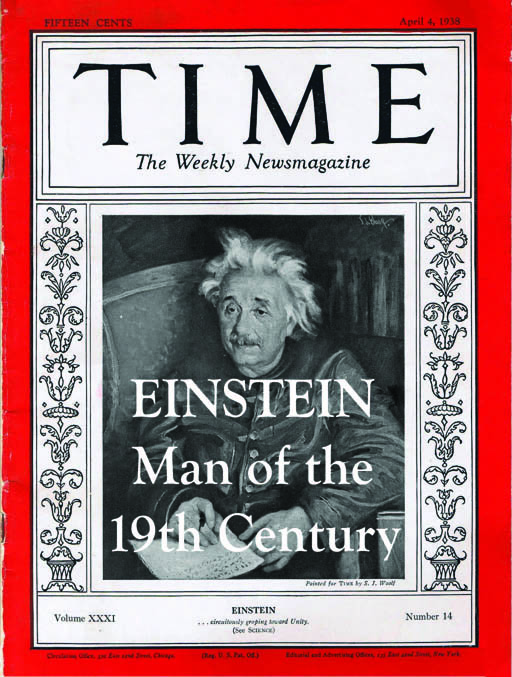 FIFTEEN CENTS
April 4, 1938
TIME
The Weekly Newsmagazine
EINSTEIN
Man of the
19th Century
Painted for TIME by S. J. Woolf
Volume XXXI
EINSTEIN
. . . circuitously groping toward Unity.
(See SCIENCE)
Number 14
Circulation Office, 350 East 22nd Street, Chicago.
(Reg. U. S. Pat. Off.)
Editorial and Advertising Offices, 135 East 42nd Street, New York.